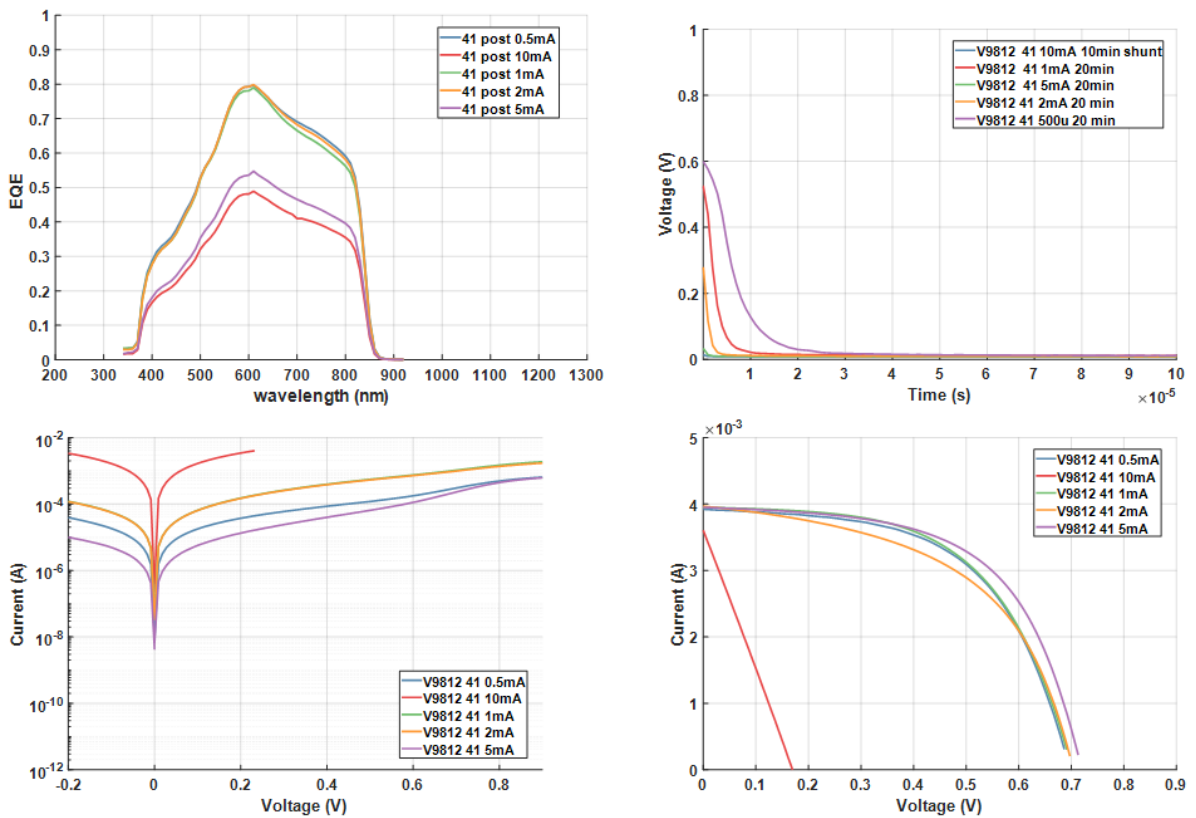 1
0.9
0.8
0.7
0.6
0.5
0.4
0.3
0.2
0.1
0
EQE
200 300 400 500 600 700 800 900 1000 1100 1200 1300
wavelength (nm)
41 post 0.5mA
41 post 10mA
41 post 1mA
41 post 2mA
41 post 5mA
1
0.8
0.6
0.4
0.2
0
Voltage (V)
1 2 3 4 5 6 7 8 9 10
Time (s)
×10-5
V9812 41 10mA 10min shunt
V9812 41 1mA 20min
V9812 41 5mA 20min
V9812 41 2mA 20 min
V9812 41 500u 20 min
10-2
10-4
10-6
10-8
10-10
10-12
Current (A)
-0.2 0 0.2 0.4 0.6 0.8
Voltage (V)
V9812 41 0.5mA
V9812 41 10mA
V9812 41 1mA
V9812 41 2mA
V9812 41 5mA
×10-3
5
4
3
2
1
0
Current (A)
0 0.1 0.2 0.3 0.4 0.5 0.6 0.7 0.8 0.9
Voltage (V)
V9812 41 0.5mA
V9812 41 10mA
V9812 41 1mA
V9812 41 2mA
V9812 41 5mA